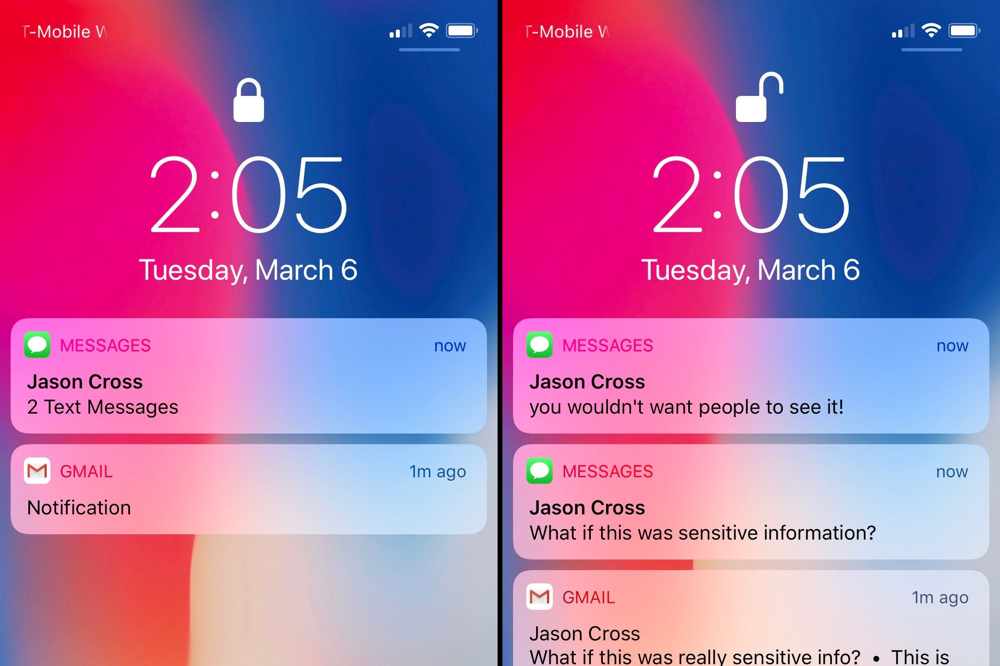 T-Mobile W
2:05
Tuesday, March 6
MESSAGES now
Jason Cross
2 Text Messages
GMAIL 1m ago
Notification
T-Mobile W
2:05
Tuesday, March 6
MESSAGES now
Jason Cross
you wouldn't want people to see it!
MESSAGES now
Jason Cross
What if this was sensitive information?
GMAIL 1m ago
Jason Cross
What if this was really sensitive info? • This is